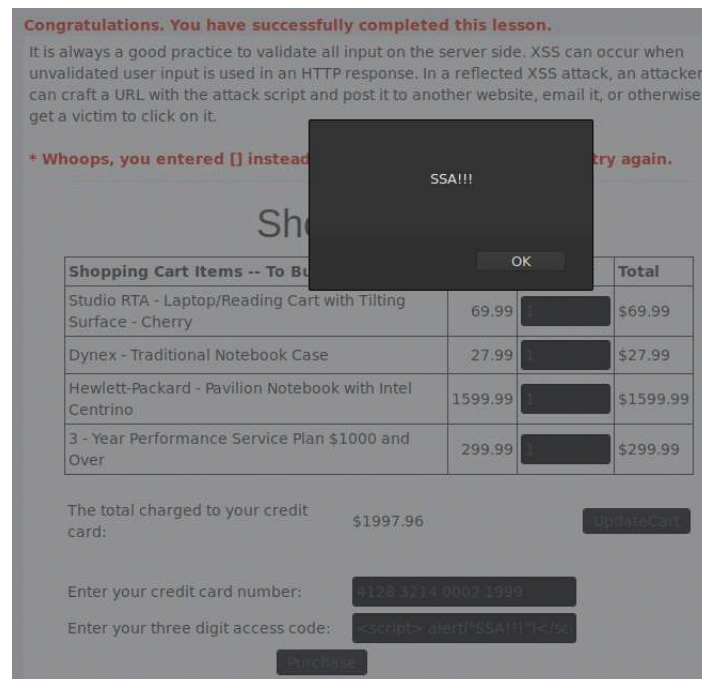 Congratulations. You have successfully completed this lesson.
It is always a good practice to validate all input on the server side. XSS can occur when
unvalidated user input is used in an HTTP response. In a reflected XSS attack, an attacker
can craft a URL with the attack script and post it to another website, email it, or otherwise
get a victim to click on it.
* Whoops, you entered [] instead try again.
SSA!!!
OK
Sho
Shopping Cart Items -- To Bu Total
Studio RTA - Laptop/Reading Cart with Tilting
Surface - Cherry 69.99 1 $69.99
Dynex - Traditional Notebook Case 27.99 1 $27.99
Hewlett-Packard - Pavilion Notebook with Intel
Centrino 1599.99 1 $1599.99
3 - Year Performance Service Plan $1000 and
Over 299.99 1 $299.99
The total charged to your credit
card: $1997.96 UpdateCart
Enter your credit card number: 4128 3214 0002 1999
Enter your three digit access code: <script> alert("SSA!!!")</sc
Purchase